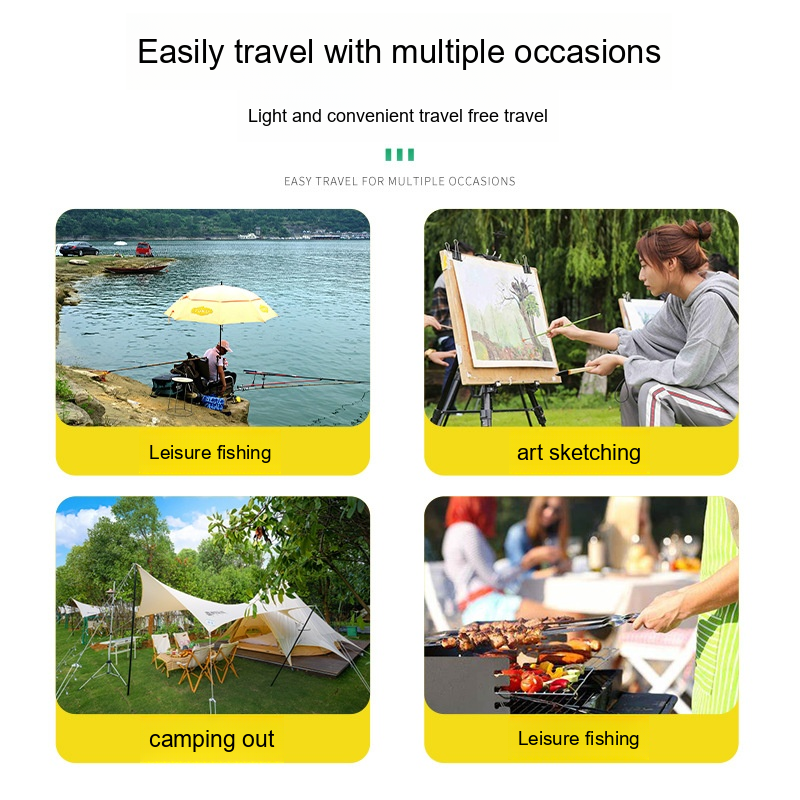 Easily travel with multiple occasions
Light and convenient travel free travel
EASY TRAVEL FOR MULTIPLE OCCASIONS
Leisure fishing
art sketching
camping out
Leisure fishing